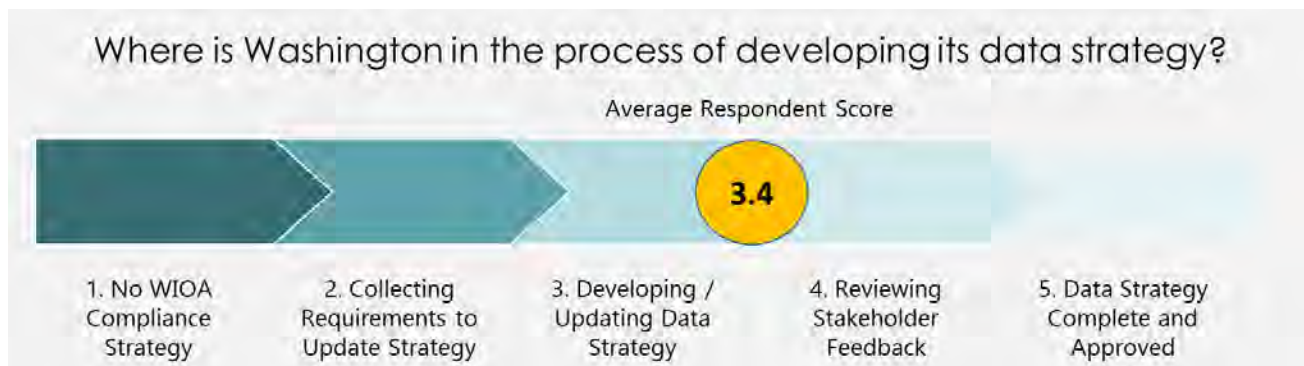 Where is Washington in the process of developing its data strategy?
Average Respondent Score
3.4
1. No WIOA
Compliance
Strategy
2. Collecting
Requirements to
Update Strategy
3. Developing /
Updating Data
Strategy
4. Reviewing
Stakeholder
Feedback
5. Data Strategy
Complete and
Approved